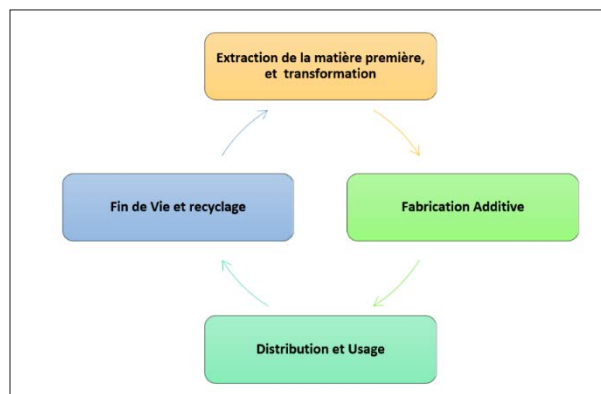 Extraction de la matière première,
et transformation
Fin de Vie et recyclage
Fabrication Additive
Distribution et Usage